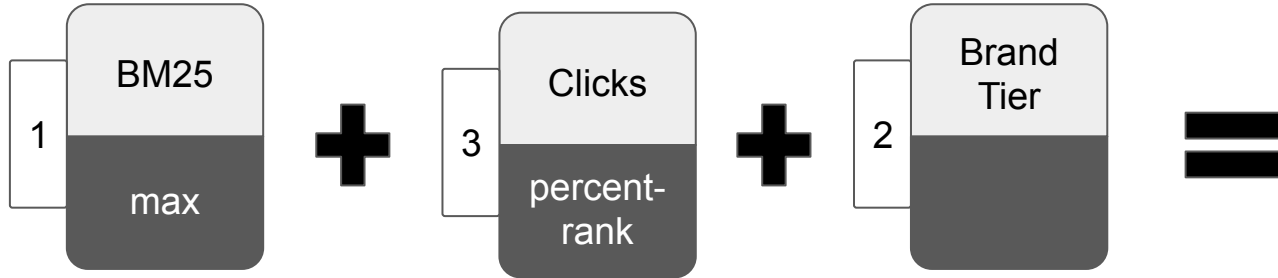 1
BM25
max
3
Clicks
percent-
rank
2
Brand
Tier